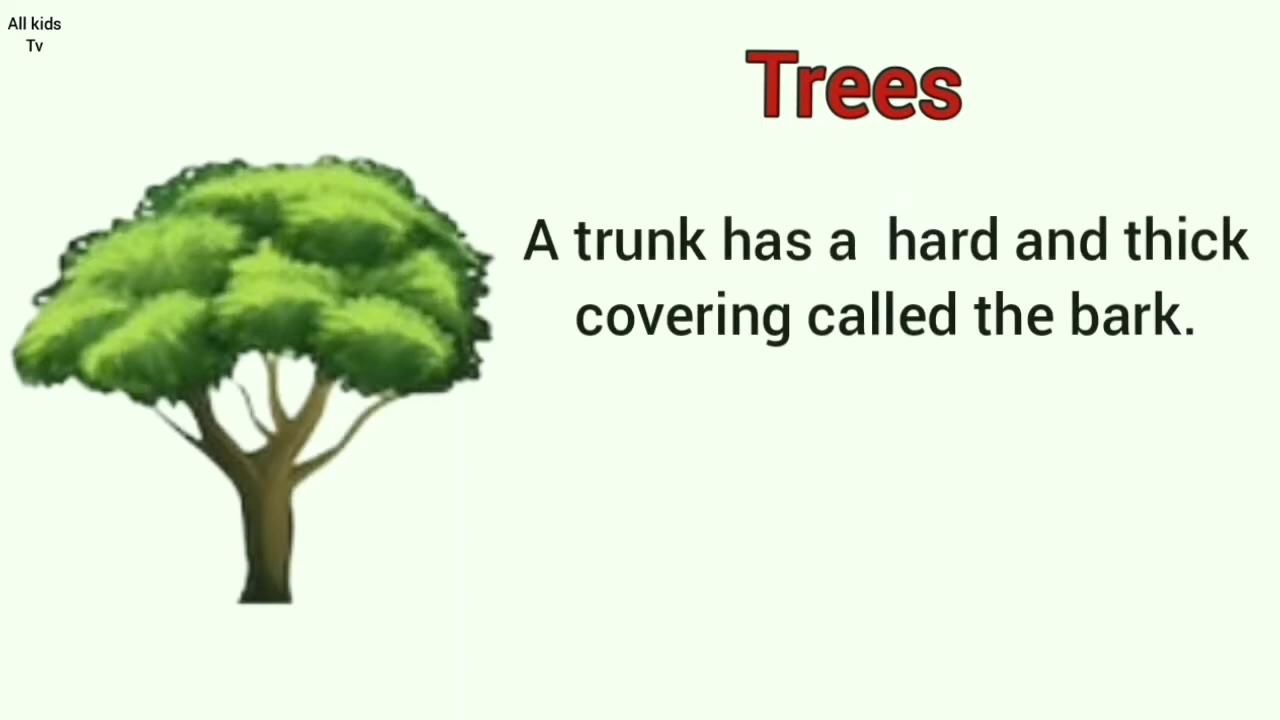 All kids
Tv
Trees
A trunk has a  hard and thick
covering called the bark.